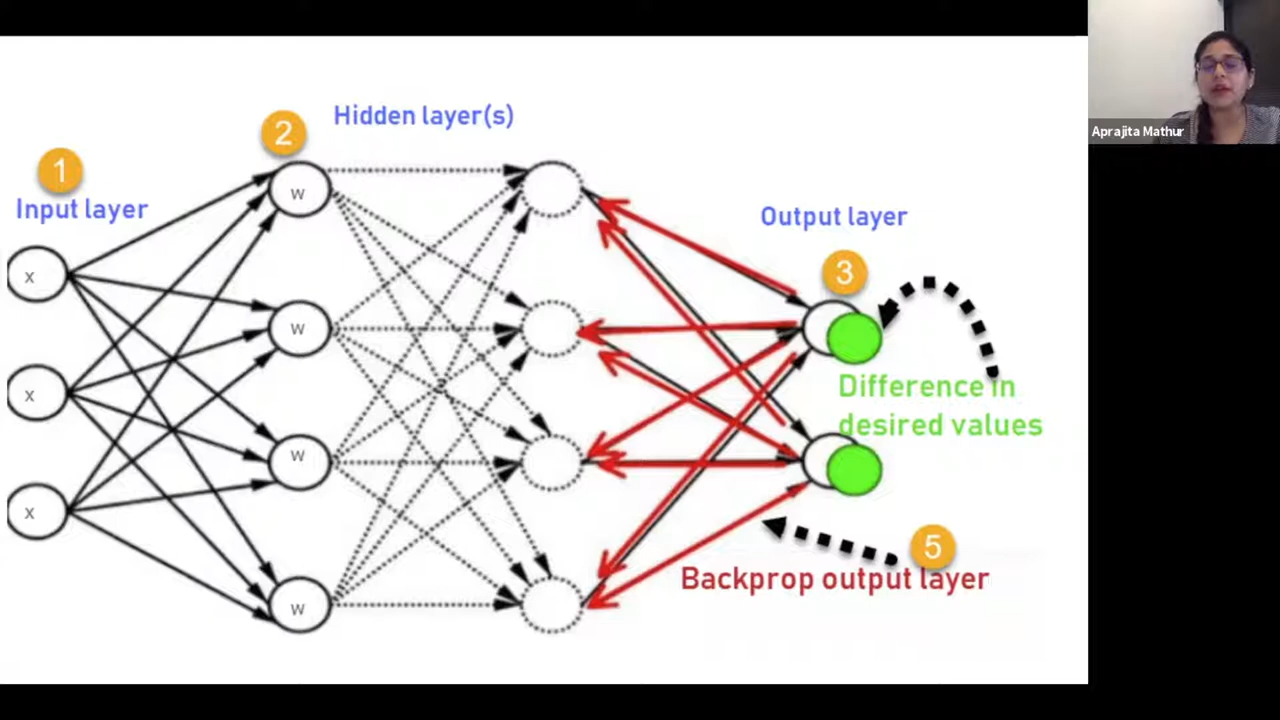 2
Hidden layer(s)
1
Input layer
Output layer
3
x
x
x
w
w
w
w
Difference in
desired values
5
Backprop output layer
Aprajita Mathur